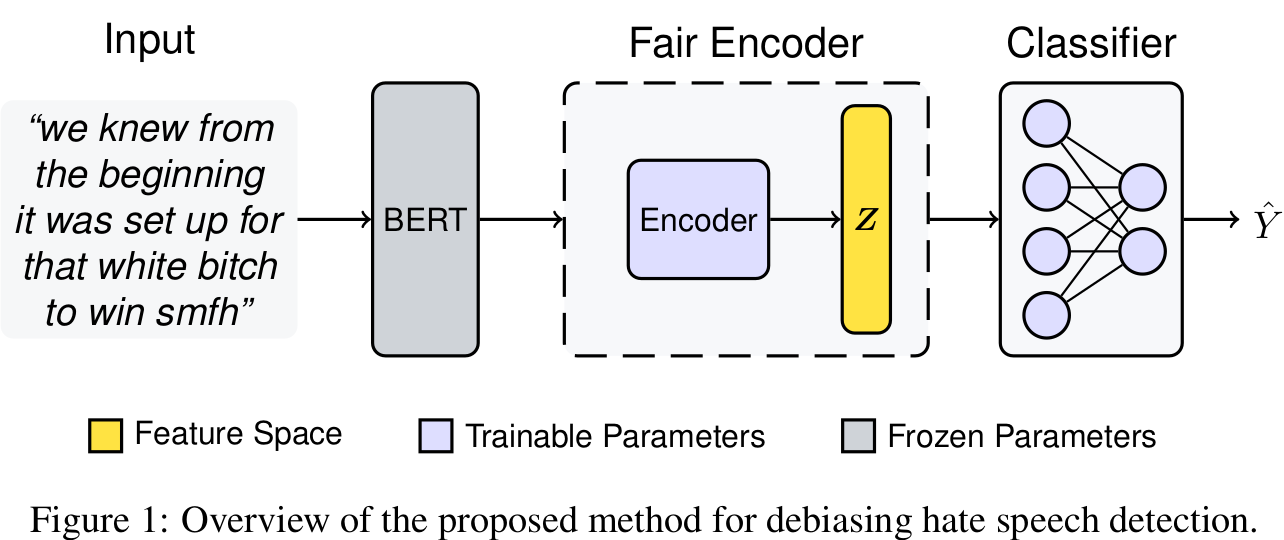 Input
Fair Encoder
Classifier
“we knew from
the beginning
it was set up for
that white bitch
to win smfh”
BERT
Encoder
z
Ŷ
Feature Space
Trainable Parameters
Frozen Parameters
Figure 1: Overview of the proposed method for debiasing hate speech detection.